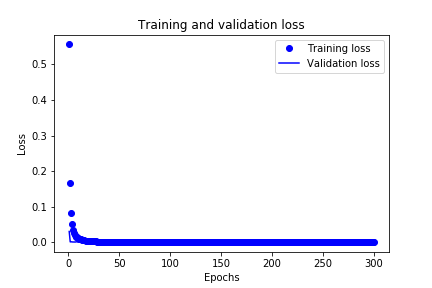 Training and validation loss
Training loss
Validation loss
0.5
0.4
0.3
0.2
0.1
0.0
Loss
0 50 100 150 200 250 300
Epochs